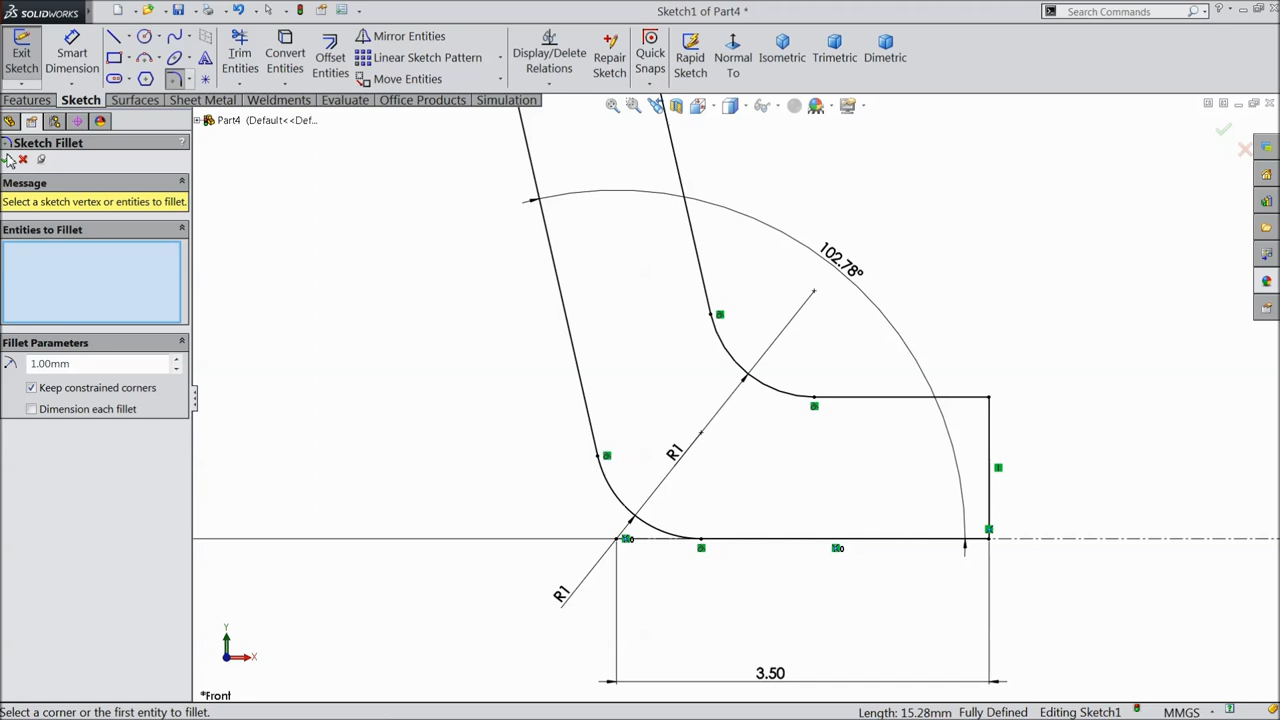 SOLIDWORKS
Sketch1 of Part4 *
Search Commands
Exit Sketch
Smart Dimension
Trim Entities
Convert Entities
Offset Entities
Mirror Entities
Linear Sketch Pattern
Move Entities
Display/Delete Relations
Repair Sketch
Quick Snaps
Rapid Sketch
Normal To
Isometric
Trimetric
Dimetric
Features
Sketch
Surfaces
Sheet Metal
Weldments
Evaluate
Office Products
Simulation
Part4 (Default<<Def...
Sketch Fillet
?
Message
Select a sketch vertex or entities to fillet.
Entities to Fillet
Fillet Parameters
1.00mm
Keep constrained corners
Dimension each fillet
102.78°
R1
R1
3.50
Y
X
*Front
Select a corner or the first entity to fillet.
Length: 15.28mm
Fully Defined
Editing Sketch1
MMGS
?